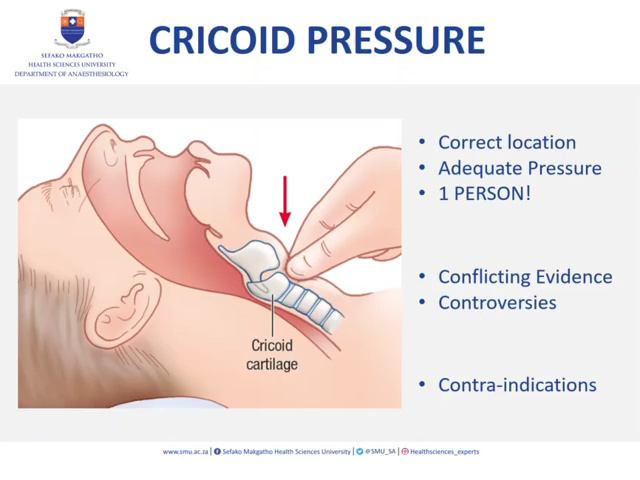 SEFAKO MAKGATHO
HEALTH SCIENCES UNIVERSITY
DEPARTMENT OF ANAESTHESIOLOGY
CRICOID PRESSURE
• Correct location
• Adequate Pressure
• 1 PERSON!
• Conflicting Evidence
• Controversies
• Contra-indications
Cricoid
cartilage
www.smu.ac.za | Sefako Makgatho Health Sciences University | @SMU_SA | Healthsciences_experts